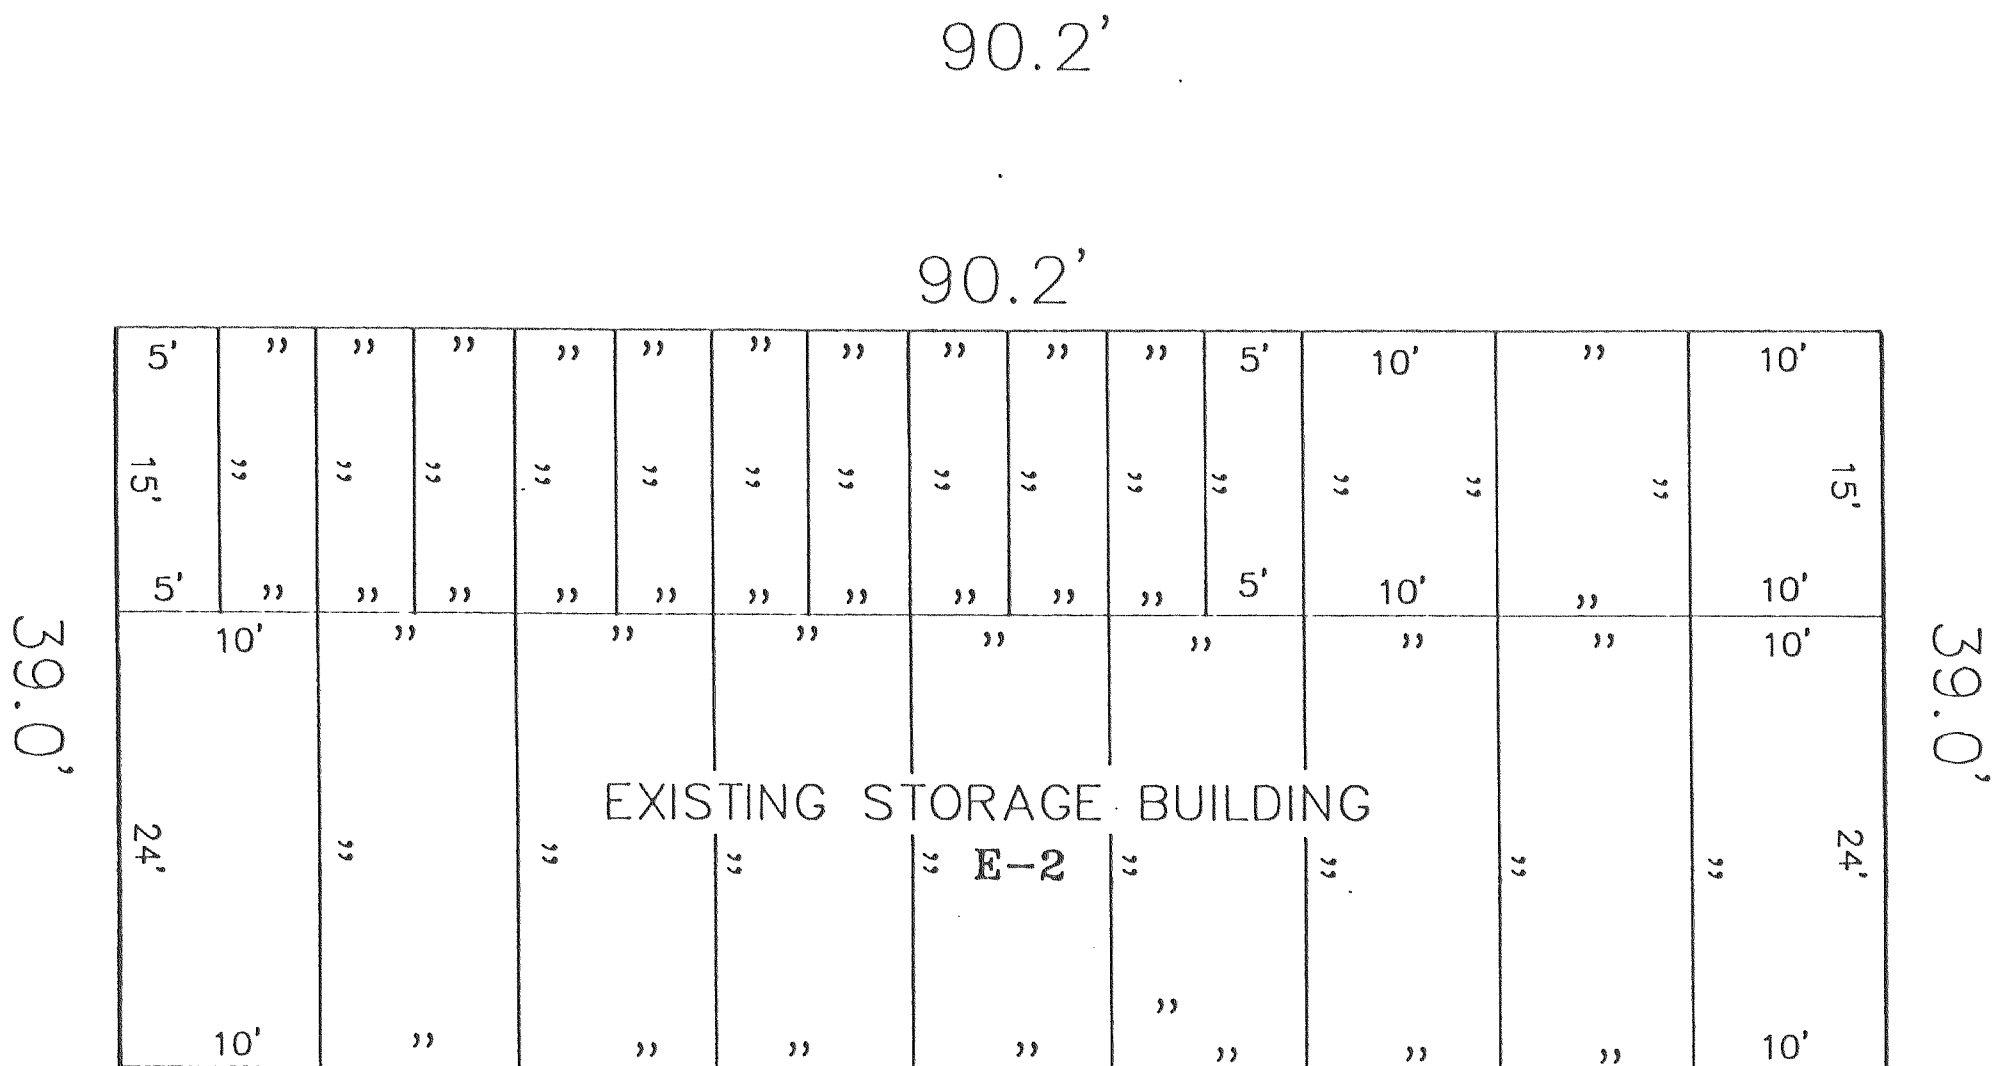 90.2'
90.2'
5' " " " " " " " " " " 5' 10' " 10'
15' " " " " " " " " " " " " " " 15'
5' " " " " " " " " " " 5' 10' " 10'
39.0' 39.0'
10' " " " " " " " 10'
EXISTING STORAGE BUILDING
24' " " " " " " " " 24'
E-2
"
10' " " " " " " " 10'